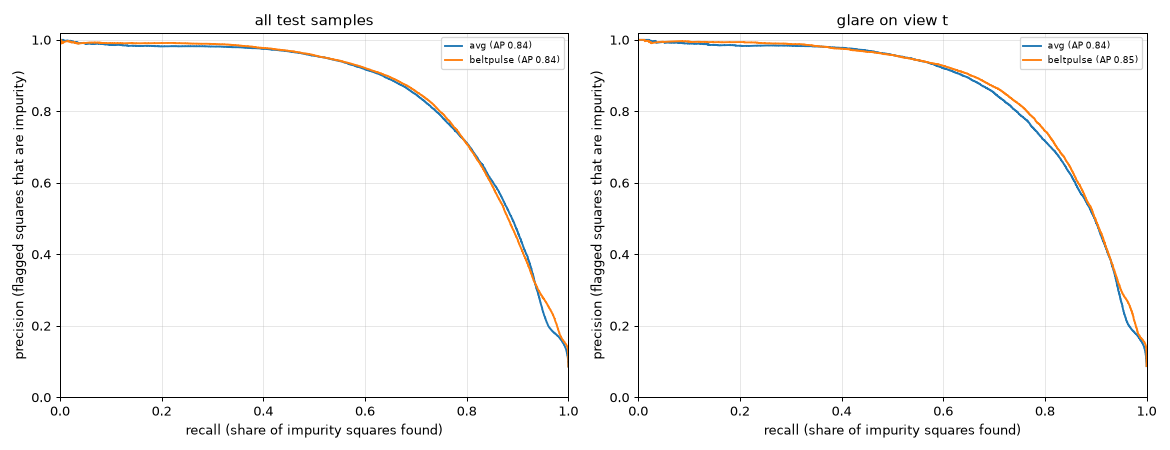 all test samples
precision (flagged squares that are impurity)
1.0
0.8
0.6
0.4
0.2
0.0
avg (AP 0.84)
beltpulse (AP 0.84)
0.0 0.2 0.4 0.6 0.8 1.0
recall (share of impurity squares found)
glare on view t
precision (flagged squares that are impurity)
1.0
0.8
0.6
0.4
0.2
0.0
avg (AP 0.84)
beltpulse (AP 0.85)
0.0 0.2 0.4 0.6 0.8 1.0
recall (share of impurity squares found)